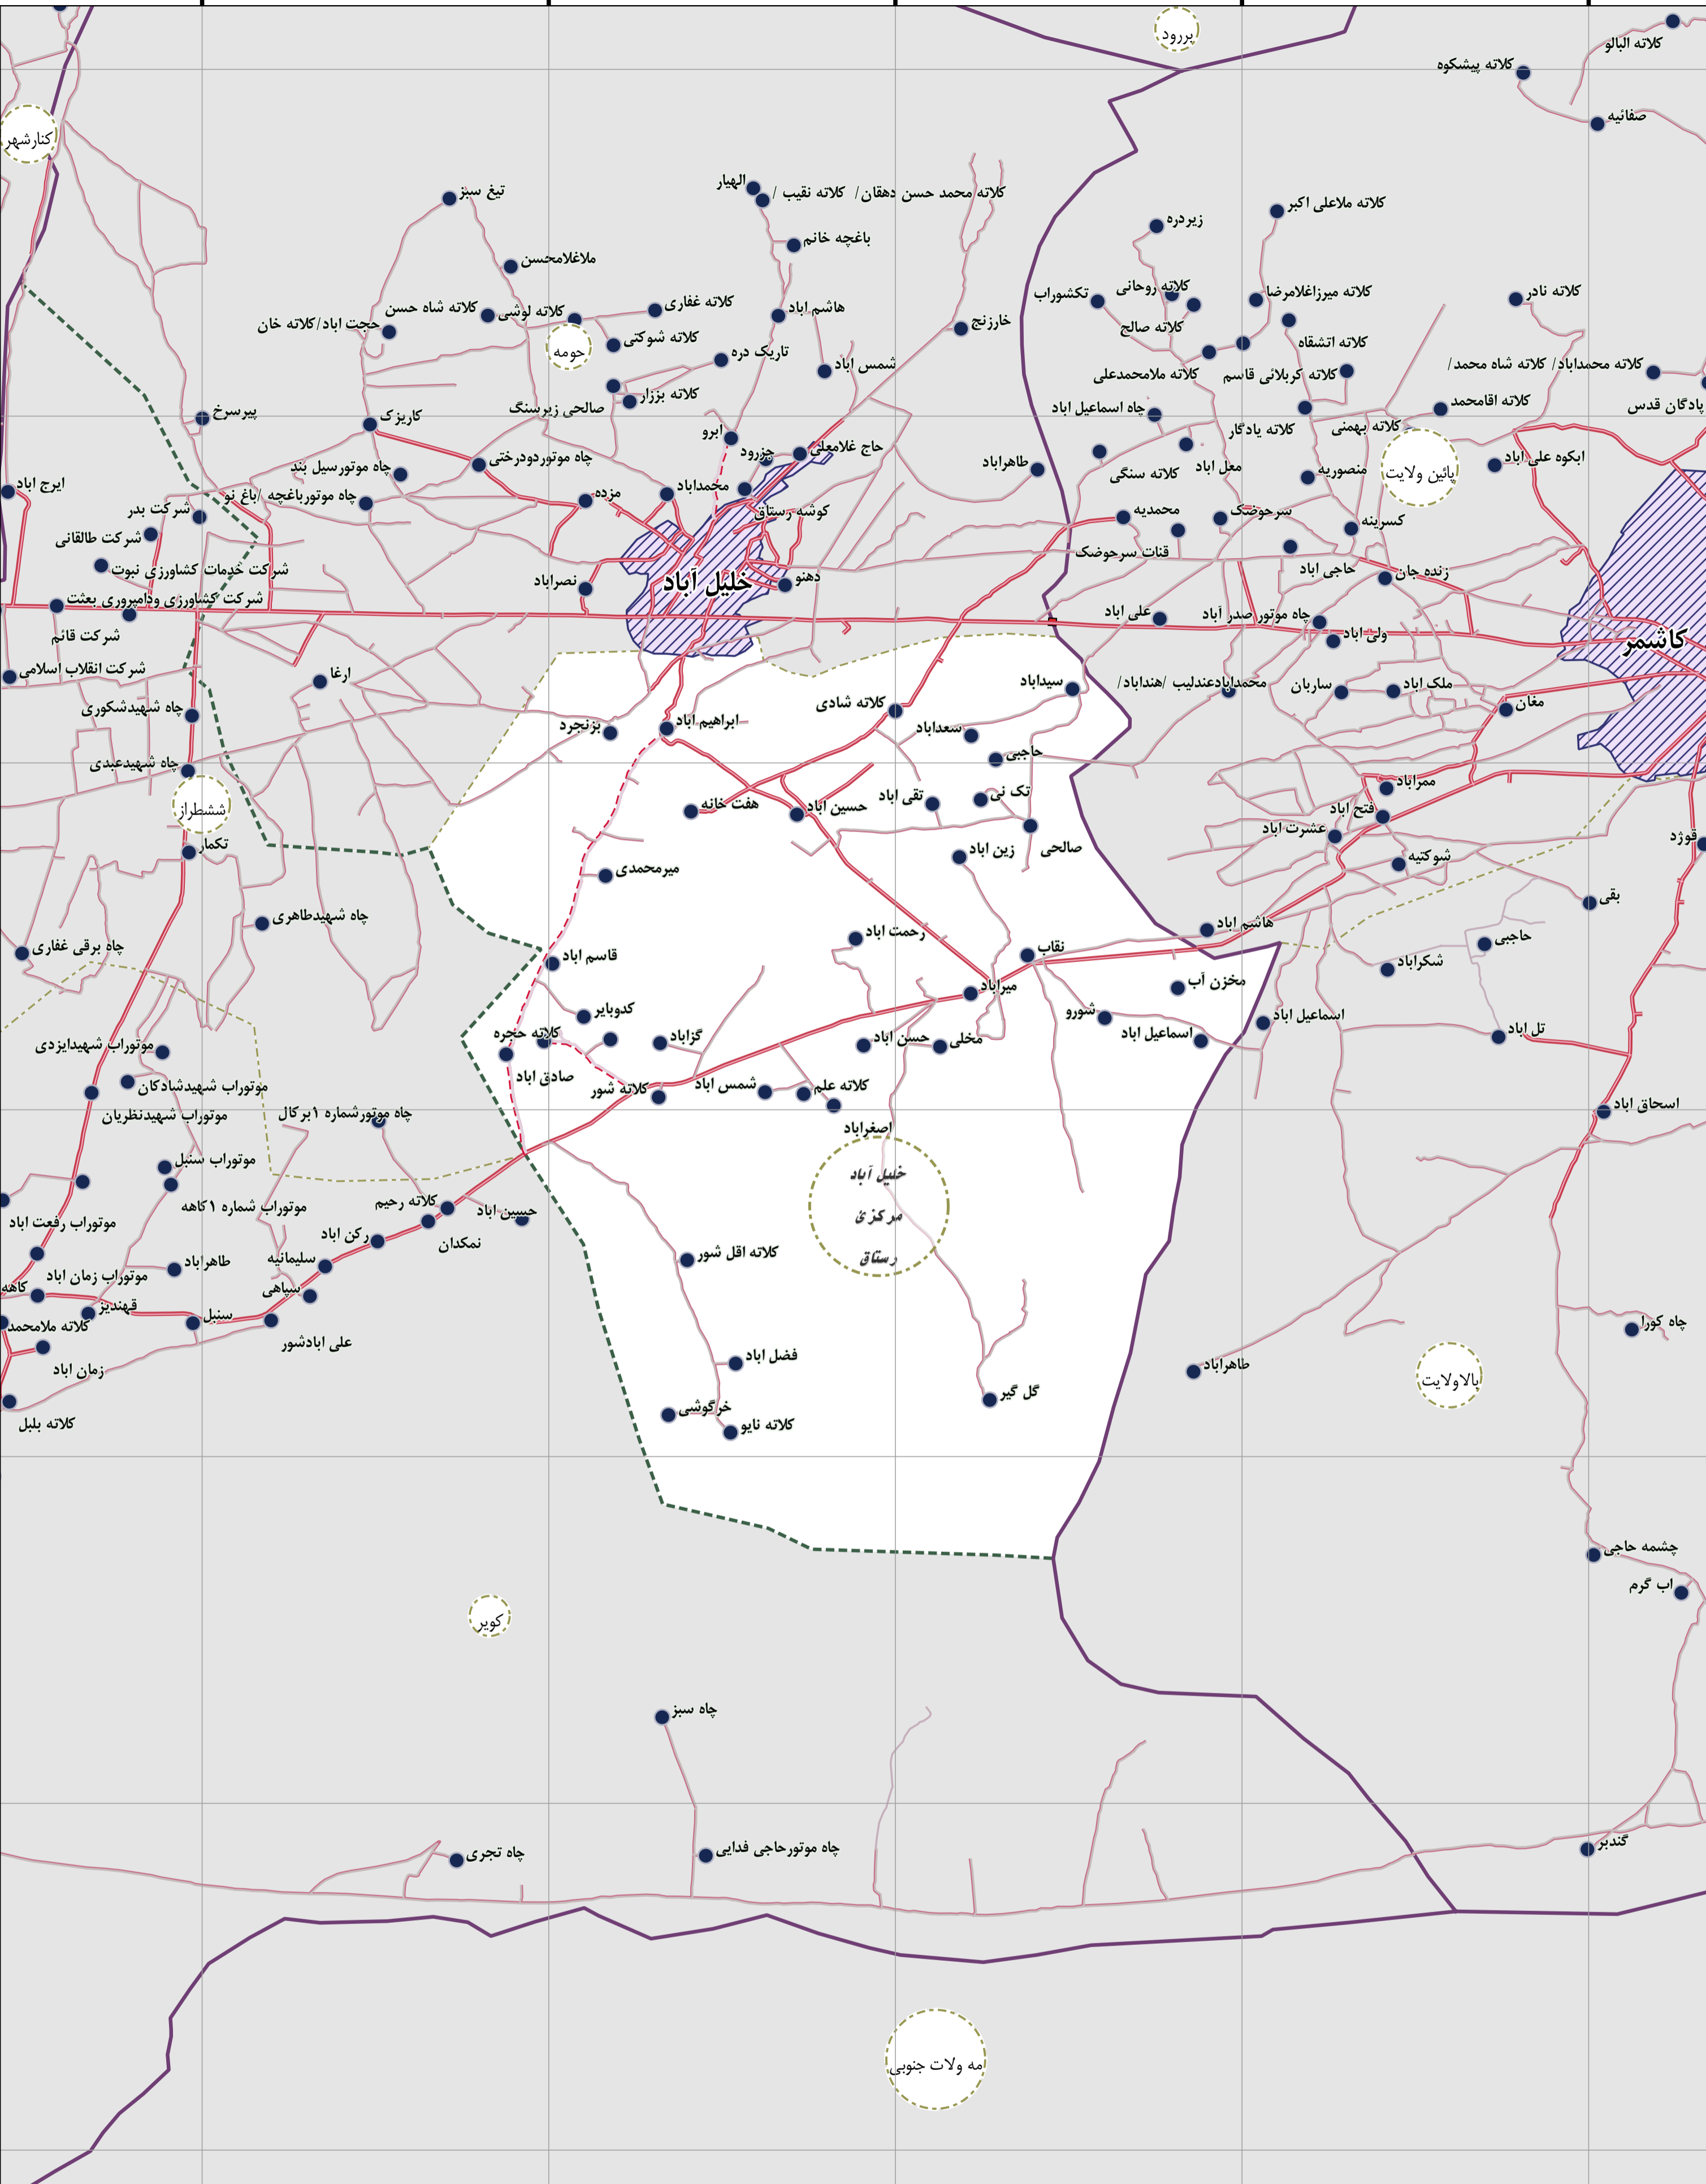 پررود
کلاته البالو
کلاته پیشکوه
صفائیه
کنارشهر
تیغ سبز
الهیار
کلاته محمد حسن دهقان/ کلاته نقیب /
کلاته ملاعلی اکبر
زیردره
باغچه خانم
ملاغلامحسن
کلاته روحانی
کلاته میرزاغلامرضا
کلاته نادر
تکشوراب
کلاته غفاری
هاشم اباد
کلاته لوشی
کلاته شاه حسن
حجت اباد/کلاته خان
خارزنج
کلاته صالح
کلاته شوکتی
حومه
تاریک دره
کلاته اتشقاه
شمس اباد
کلاته محمداباد/ کلاته شاه محمد/
کلاته ملامحمدعلی
کلاته کربلائی قاسم
کلاته بزرار
صالحی زیرسنگ
چاه اسماعیل اباد
کلاته اقامحمد
پادگان قدس
پیرسرخ
کاریزک
ابرو
کلاته یادگار
کلاته بهمنی
حاج غلامعلی
جزرود
چاه موتوردودرختی
چاه موتورسیل بند
طاهراباد
کلاته سنگی
معل اباد
منصوریه
پائین ولایت
ابکوه علی اباد
ایرج اباد
چاه موتورباغچه /باغ نو
مزده
محمداباد
شرکت بدر
کوشه رستاق
محمدیه
سرحوضک
کسرینه
شرکت طالقانی
قنات سرحوضک
حاجی اباد
زنده جان
شرکت خدمات کشاورزی نبوت
نصراباد
خلیل آباد
دهنو
شرکت کشاورزی ودامپروری بعثت
علی اباد
چاه موتور صدر آباد
شرکت قائم
ولی اباد
کاشمر
شرکت انقلاب اسلامی
ارغا
سیداباد
محمدابادعندلیب /هنداباد/
ساربان
ملک اباد
مغان
چاه شهیدشکوری
کلاته شادی
بزنجرد
ابراهیم اباد
سعداباد
حاجبی
چاه شهیدعبدی
ممراباد
ششطراز
هفت خانه
حسین اباد
تقی اباد
تک نی
فتح اباد
عشرت اباد
قوژد
تکمار
زین اباد
صالحی
شوکتیه
میرمحمدی
بقی
چاه شهیدطاهری
هاشم اباد
رحمت اباد
نقاب
حاجبی
چاه برقی غفاری
قاسم اباد
شکراباد
مخزن آب
میراباد
کدوبایر
شورو
اسماعیل اباد
کلاته حجره
گزاباد
حسن اباد
مخلی
اسماعیل اباد
تل اباد
موتوراب شهیدایزدی
صادق اباد
کلاته شور
شمس اباد
کلاته علم
موتوراب شهیدشادکان
موتوراب شهیدنظریان
چاه موتورشماره ۱برکال
اصغراباد
اسحاق اباد
موتوراب سنبل
خلیل آباد
مرکزی
رستاق
موتوراب شماره ۱کاهه
کلاته رحیم
حسین اباد
موتوراب رفعت اباد
رکن اباد
نمکدان
سلیمانیه
طاهراباد
کلاته اقل شور
موتوراب زمان اباد
کاهه
سپاهی
قهندیز
سنبل
کلاته ملامحمد
علی ابادشور
چاه کورا
فضل اباد
طاهراباد
زمان اباد
بالاولایت
گل گیر
خرگوشی
کلاته نایو
کلاته بلبل
چشمه حاجی
اب گرم
کویر
چاه سبز
چاه تجری
چاه موتورحاجی فدایی
گندبر
مه ولات جنوبی